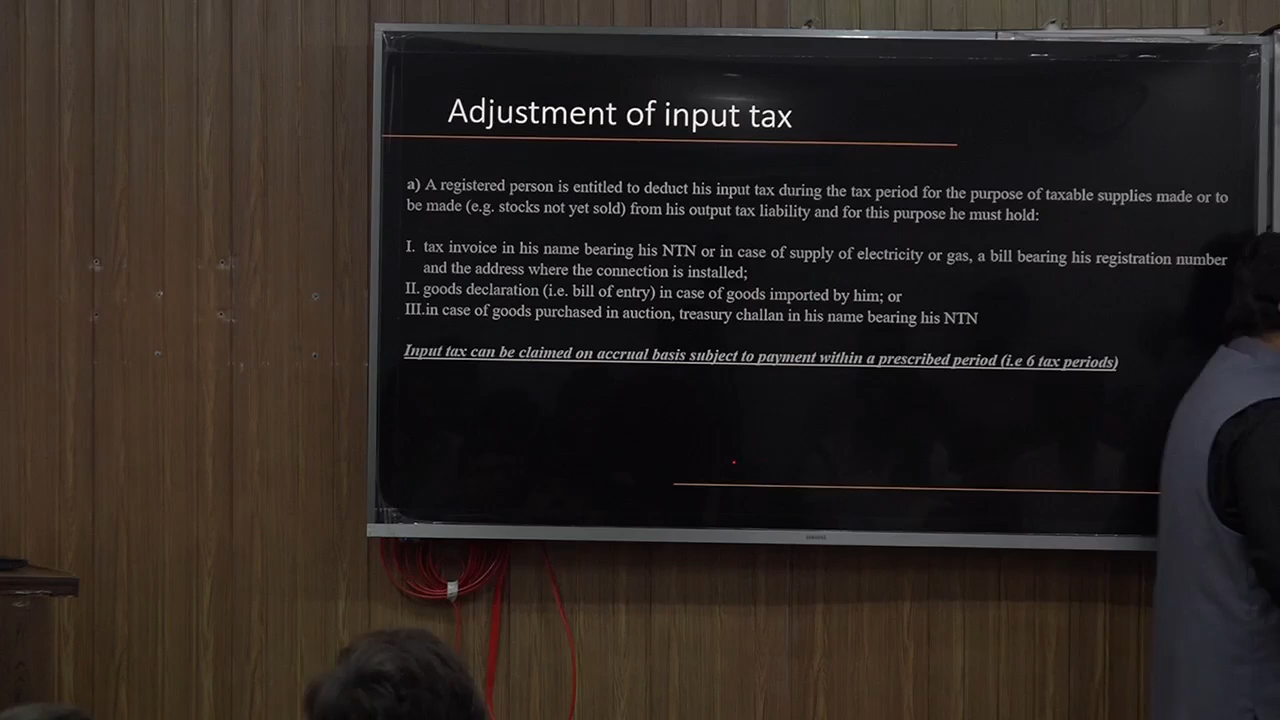 Adjustment of input tax
a) A registered person is entitled to deduct his input tax during the tax period for the purpose of taxable supplies made or to
be made (e.g. stocks not yet sold) from his output tax liability and for this purpose he must hold:
I. tax invoice in his name bearing his NTN or in case of supply of electricity or gas, a bill bearing his registration number
and the address where the connection is installed;
II. goods declaration (i.e. bill of entry) in case of goods imported by him; or
III.in case of goods purchased in auction, treasury challan in his name bearing his NTN
Input tax can be claimed on accrual basis subject to payment within a prescribed period (i.e 6 tax periods)
SAMSUNG